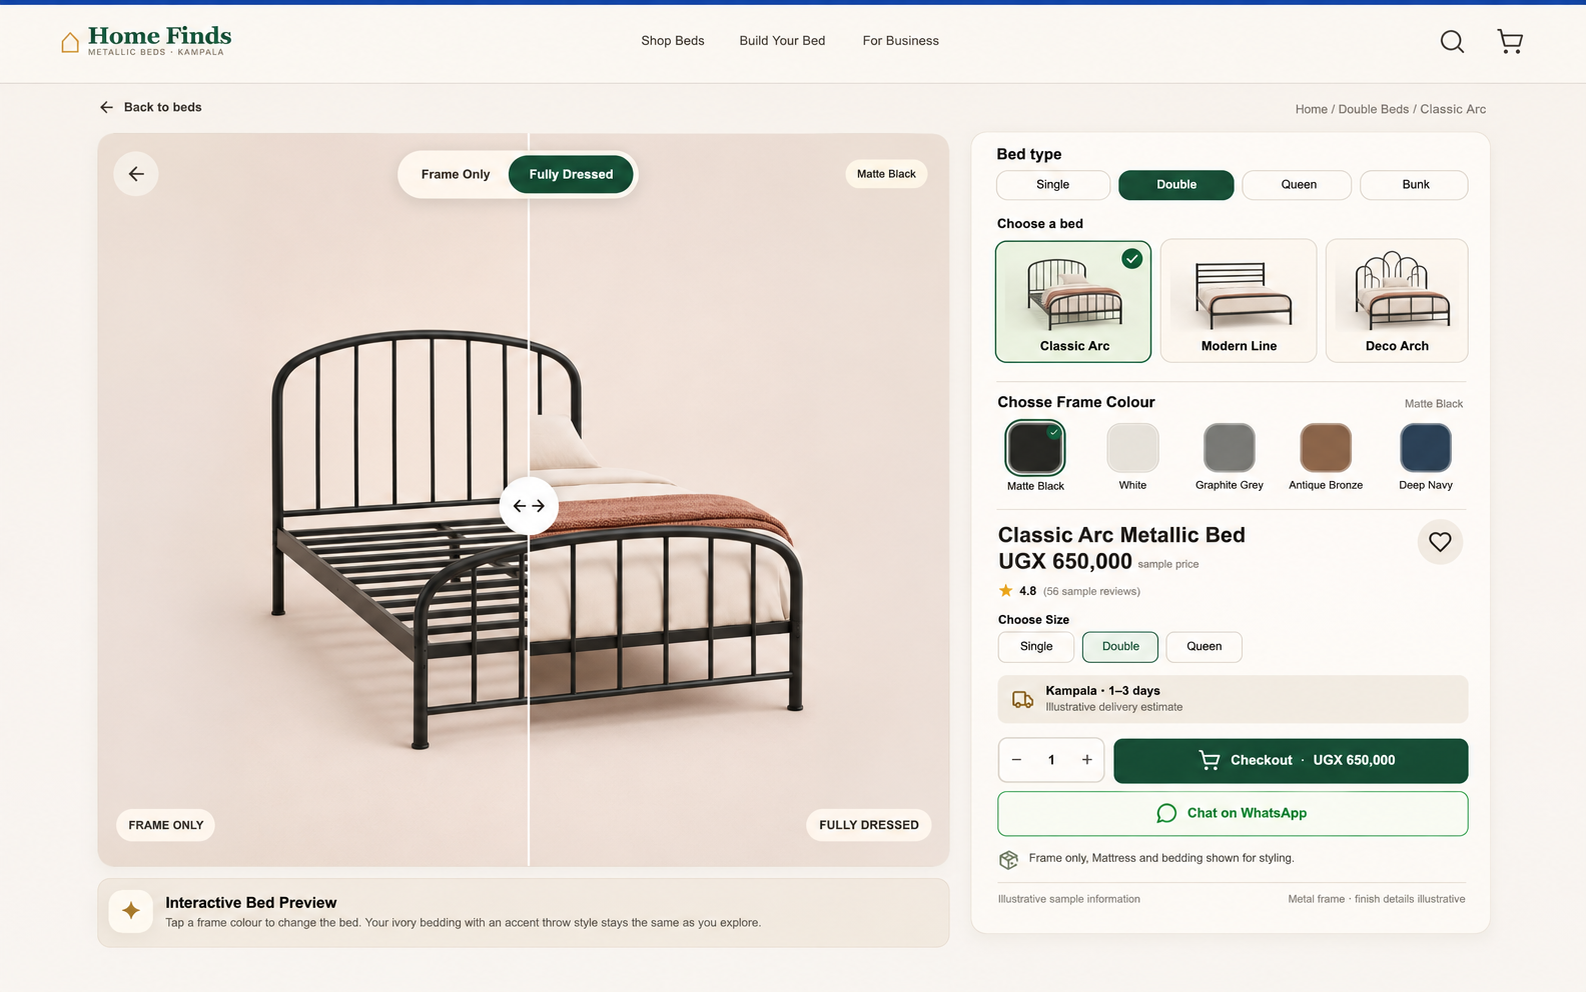 Home Finds
METALLIC BEDS · KAMPALA
Shop Beds
Build Your Bed
For Business
Back to beds
Home / Double Beds / Classic Arc
Frame Only
Fully Dressed
Matte Black
FRAME ONLY
FULLY DRESSED
Interactive Bed Preview
Tap a frame colour to change the bed. Your ivory bedding with an accent throw style stays the same as you explore.
Bed type
Single
Double
Queen
Bunk
Choose a bed
Classic Arc
Modern Line
Deco Arch
Chosse Frame Colour
Matte Black
Matte Black
White
Graphite Grey
Antique Bronze
Deep Navy
Classic Arc Metallic Bed
UGX 650,000 sample price
4.8 (56 sample reviews)
Choose Size
Single
Double
Queen
Kampala · 1–3 days
Illustrative delivery estimate
− 1 +
Checkout · UGX 650,000
Chat on WhatsApp
Frame only, Mattress and bedding shown for styling.
Illustrative sample information
Metal frame · finish details illustrative